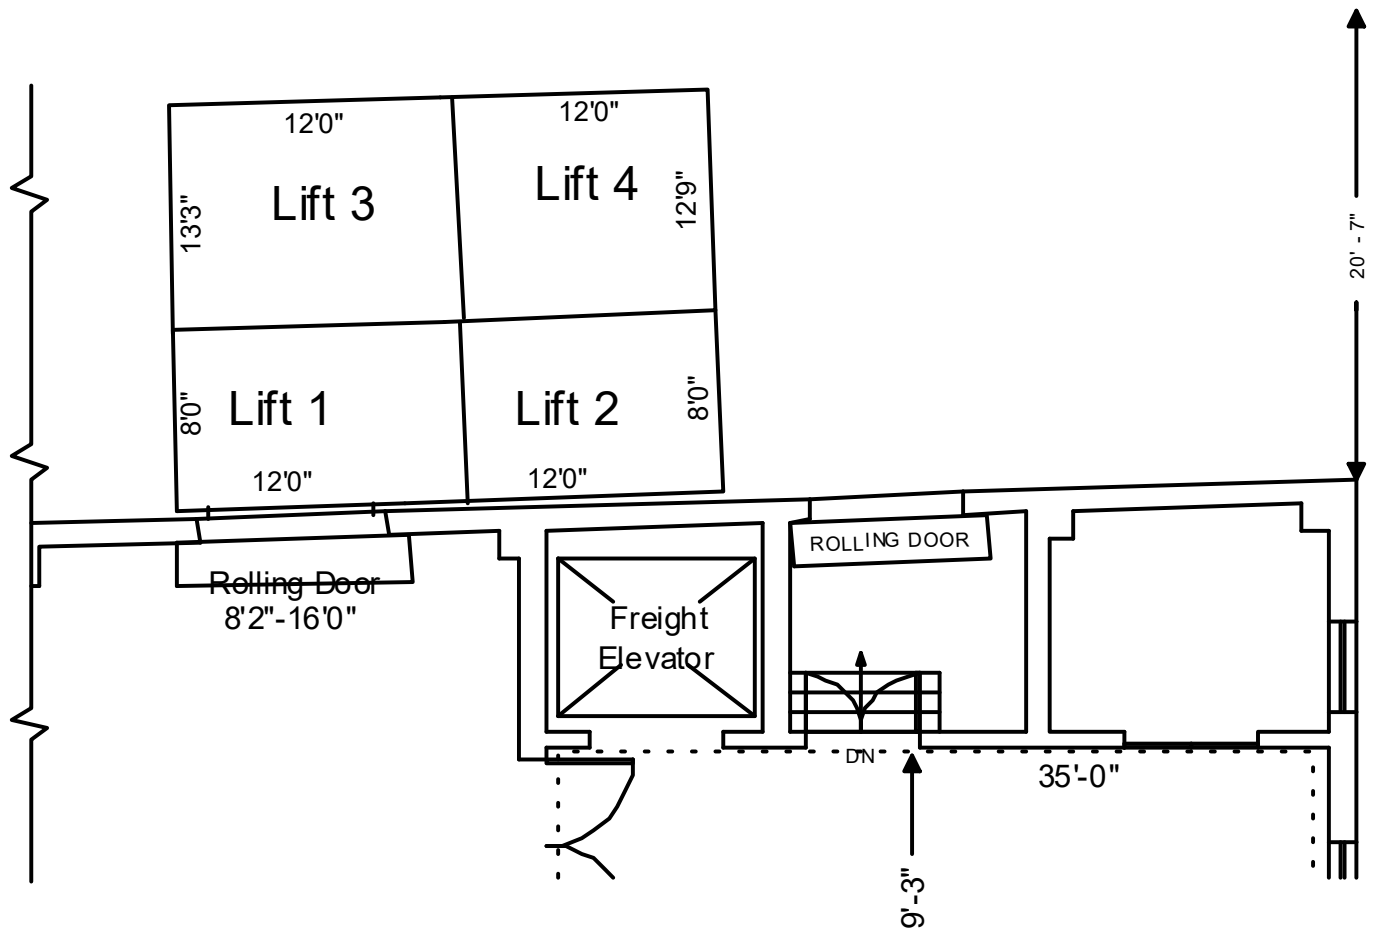 12'0"
12'0"
Lift 3
Lift 4
13'3"
12'9"
20' - 7"
Lift 1
Lift 2
8'0"
8'0"
12'0"
12'0"
ROLLING DOOR
Rolling Door
8'2"-16'0"
Freight
Elevator
DN
35'-0"
9'-3"